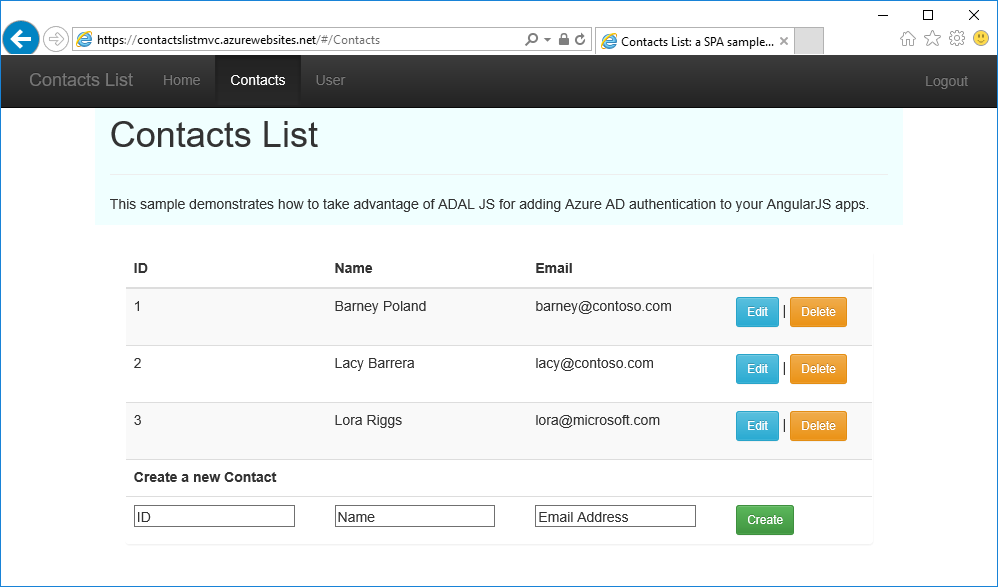 https://contactslistmvc.azurewebsites.net/#/Contacts
Contacts List: a SPA sample...
Contacts List Home Contacts User Logout
Contacts List
This sample demonstrates how to take advantage of ADAL JS for adding Azure AD authentication to your AngularJS apps.
ID Name Email
1 Barney Poland barney@contoso.com Edit | Delete
2 Lacy Barrera lacy@contoso.com Edit | Delete
3 Lora Riggs lora@microsoft.com Edit | Delete
Create a new Contact
ID Name Email Address Create